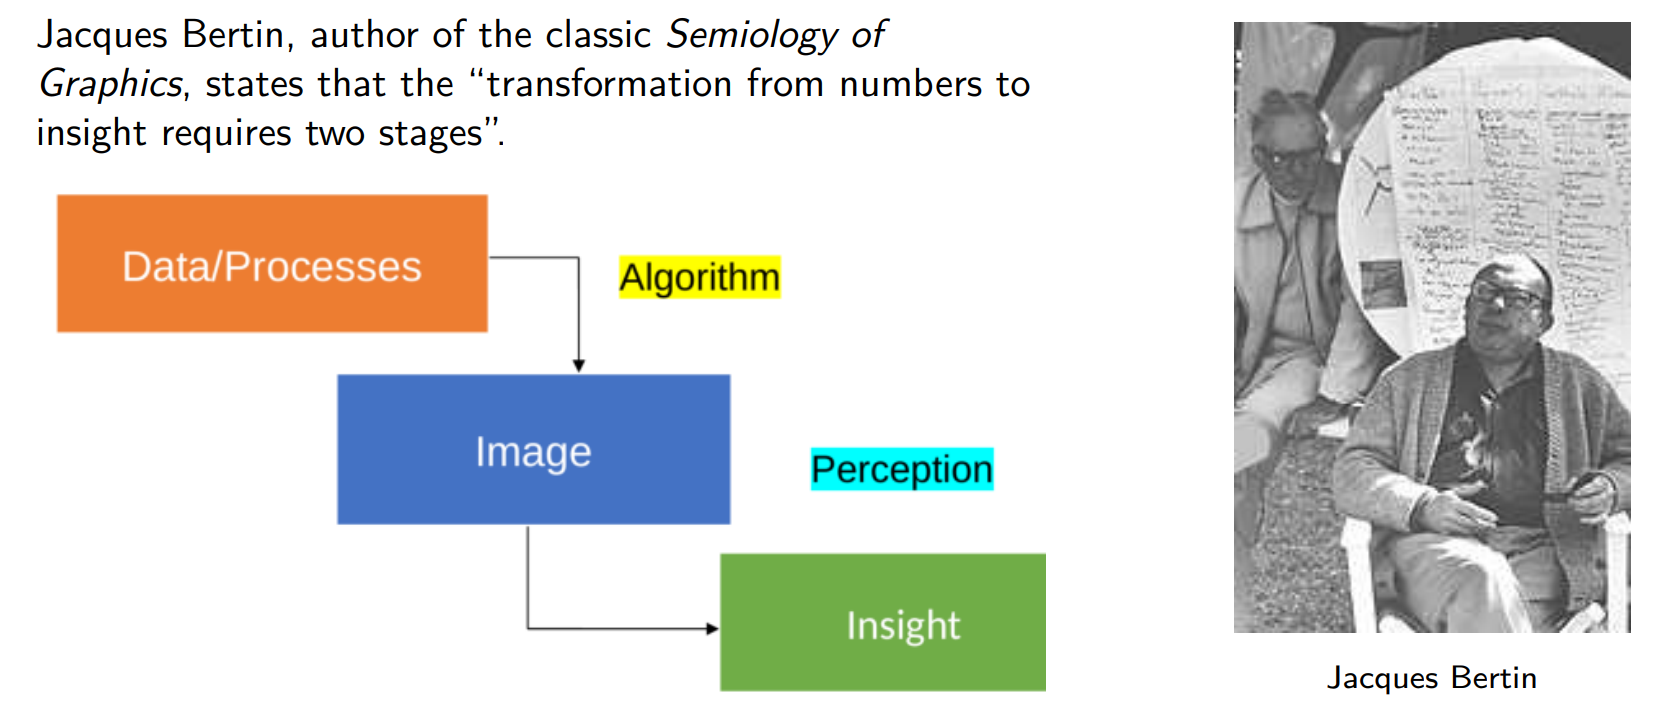 Jacques Bertin, author of the classic Semiology of
Graphics, states that the “transformation from numbers to
insight requires two stages”.
Data/Processes
Algorithm
Image
Perception
Insight
Jacques Bertin